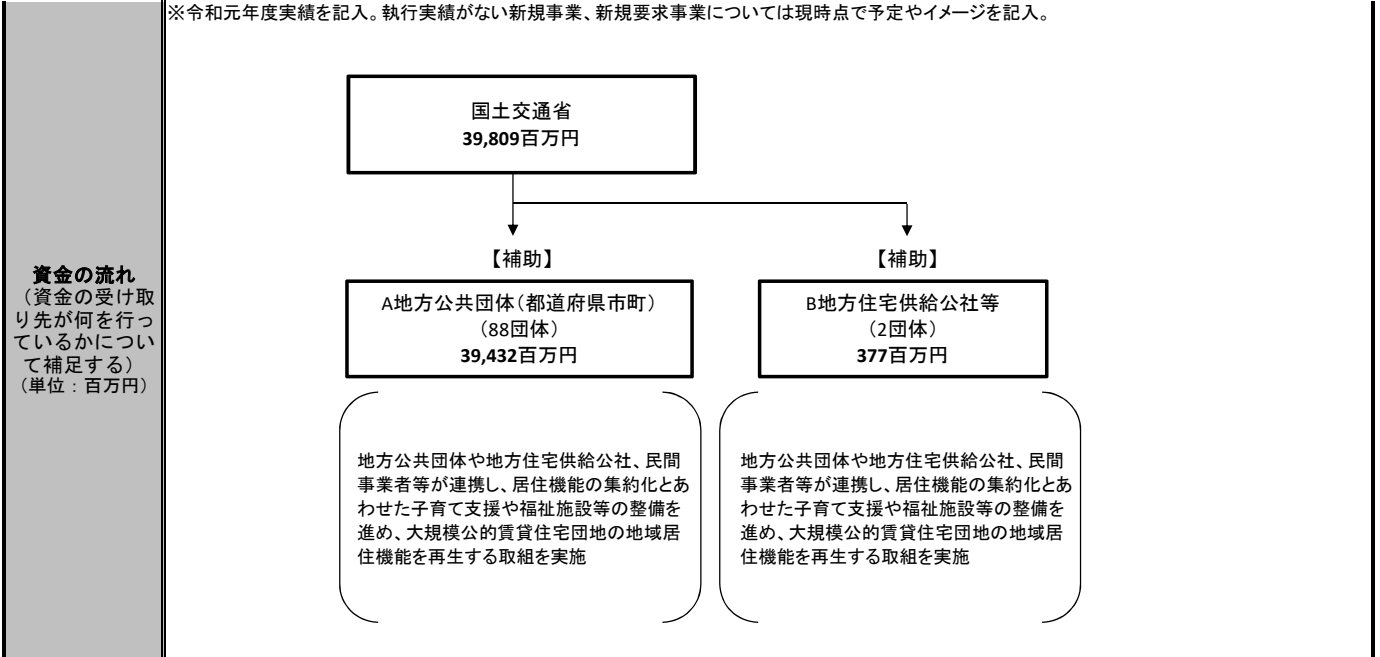 ※令和元年度実績を記入。執行実績がない新規事業、新規要求事業については現時点で予定やイメージを記入。
資金の流れ
（資金の受け取
り先が何を行っ
ているかについ
て補足する）
（単位：百万円）
国土交通省
39,809百万円
【補助】
【補助】
A地方公共団体（都道府県市町）
（88団体）
39,432百万円
B地方住宅供給公社等
（2団体）
377百万円
地方公共団体や地方住宅供給公社、民間
事業者等が連携し、居住機能の集約化とあ
わせた子育て支援や福祉施設等の整備を
進め、大規模公的賃貸住宅団地の地域居
住機能を再生する取組を実施
地方公共団体や地方住宅供給公社、民間
事業者等が連携し、居住機能の集約化とあ
わせた子育て支援や福祉施設等の整備を
進め、大規模公的賃貸住宅団地の地域居
住機能を再生する取組を実施